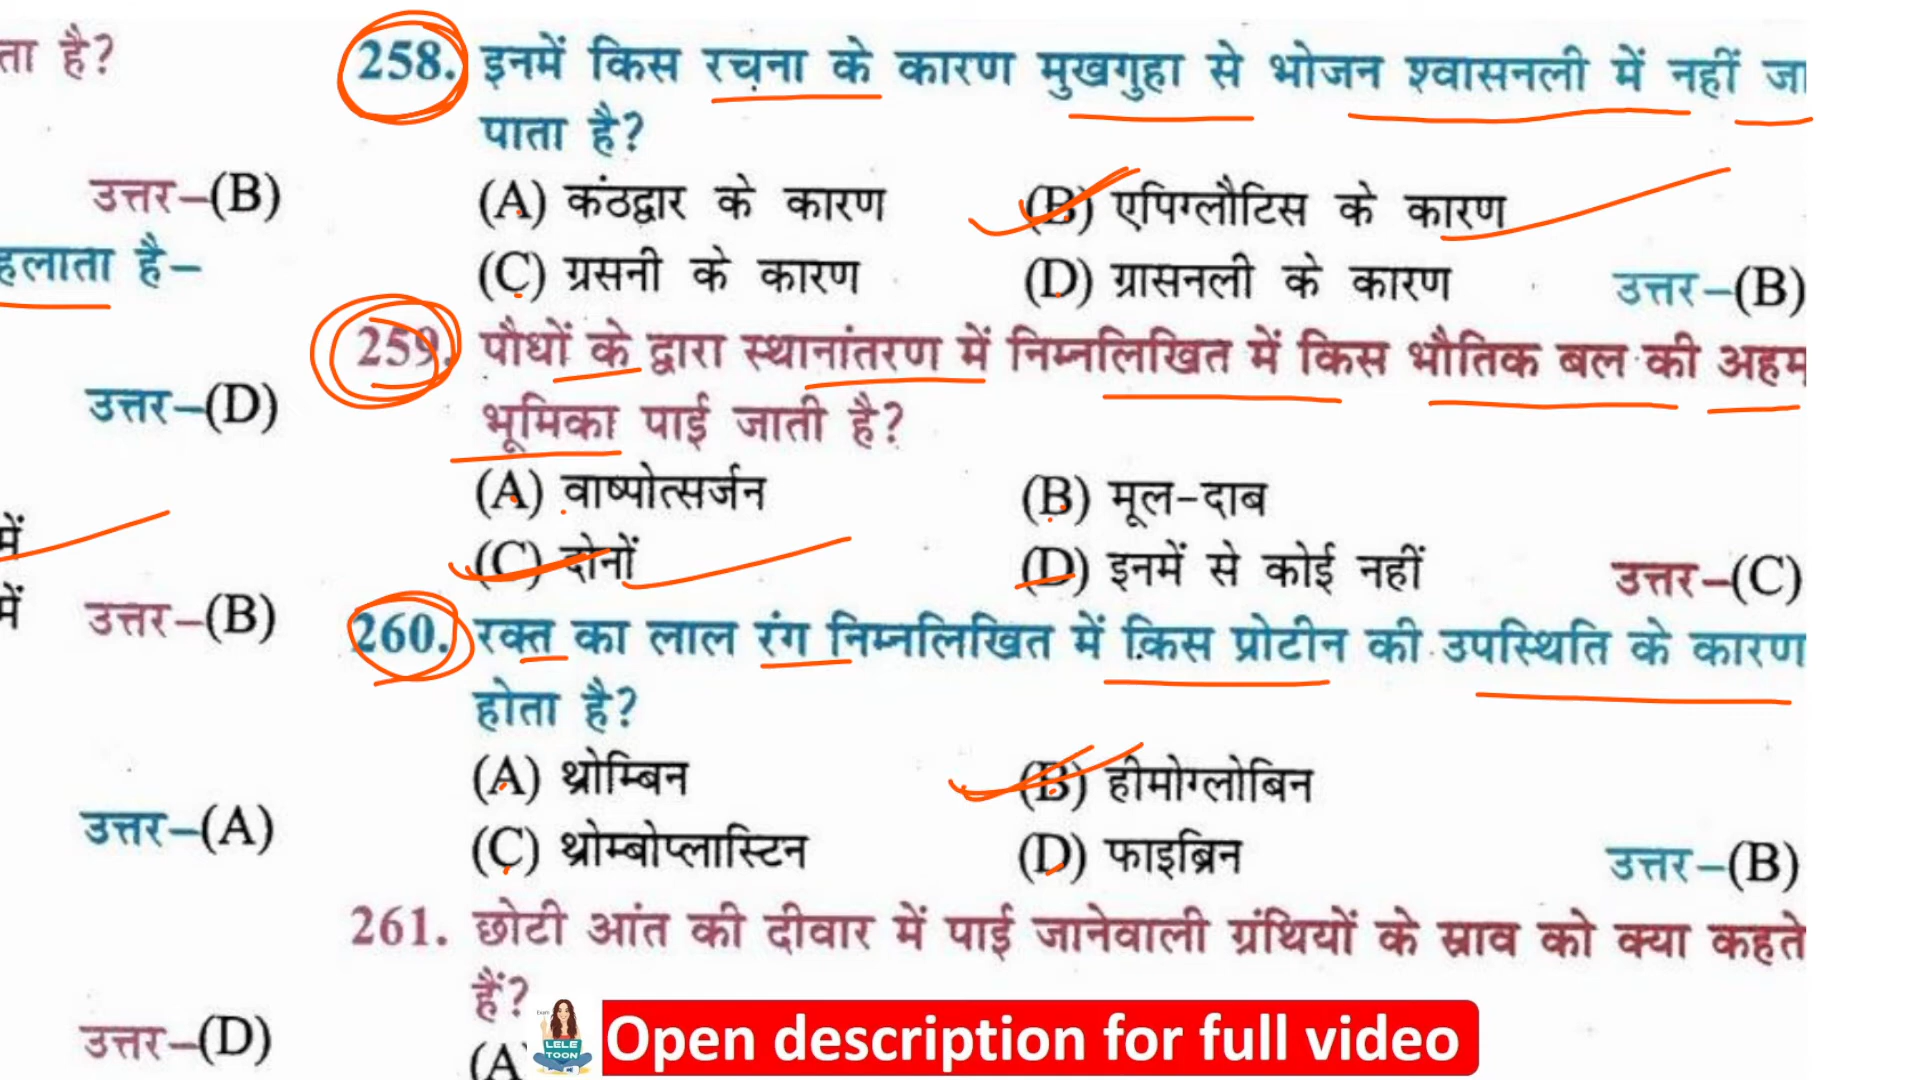 ता है?
उत्तर–(B)
हलाता है–
उत्तर–(D)
में
में उत्तर–(B)
उत्तर–(A)
उत्तर–(D)
258. इनमें किस रचना के कारण मुखगुहा से भोजन श्वासनली में नहीं जा
पाता है?
(A) कंठद्वार के कारण (B) एपिग्लौटिस के कारण
(C) ग्रसनी के कारण (D) ग्रासनली के कारण उत्तर–(B)
259. पौधों के द्वारा स्थानांतरण में निम्नलिखित में किस भौतिक बल की अहम
भूमिका पाई जाती है?
(A) वाष्पोत्सर्जन (B) मूल-दाब
(C) दोनों (D) इनमें से कोई नहीं उत्तर–(C)
260. रक्त का लाल रंग निम्नलिखित में किस प्रोटीन की उपस्थिति के कारण
होता है?
(A) थ्रोम्बिन (B) हीमोग्लोबिन
(C) थ्रोम्बोप्लास्टिन (D) फाइब्रिन उत्तर–(B)
261. छोटी आंत की दीवार में पाई जानेवाली ग्रंथियों के स्राव को क्या कहते
हैं?
(A
LELE
TOON
Open description for full video